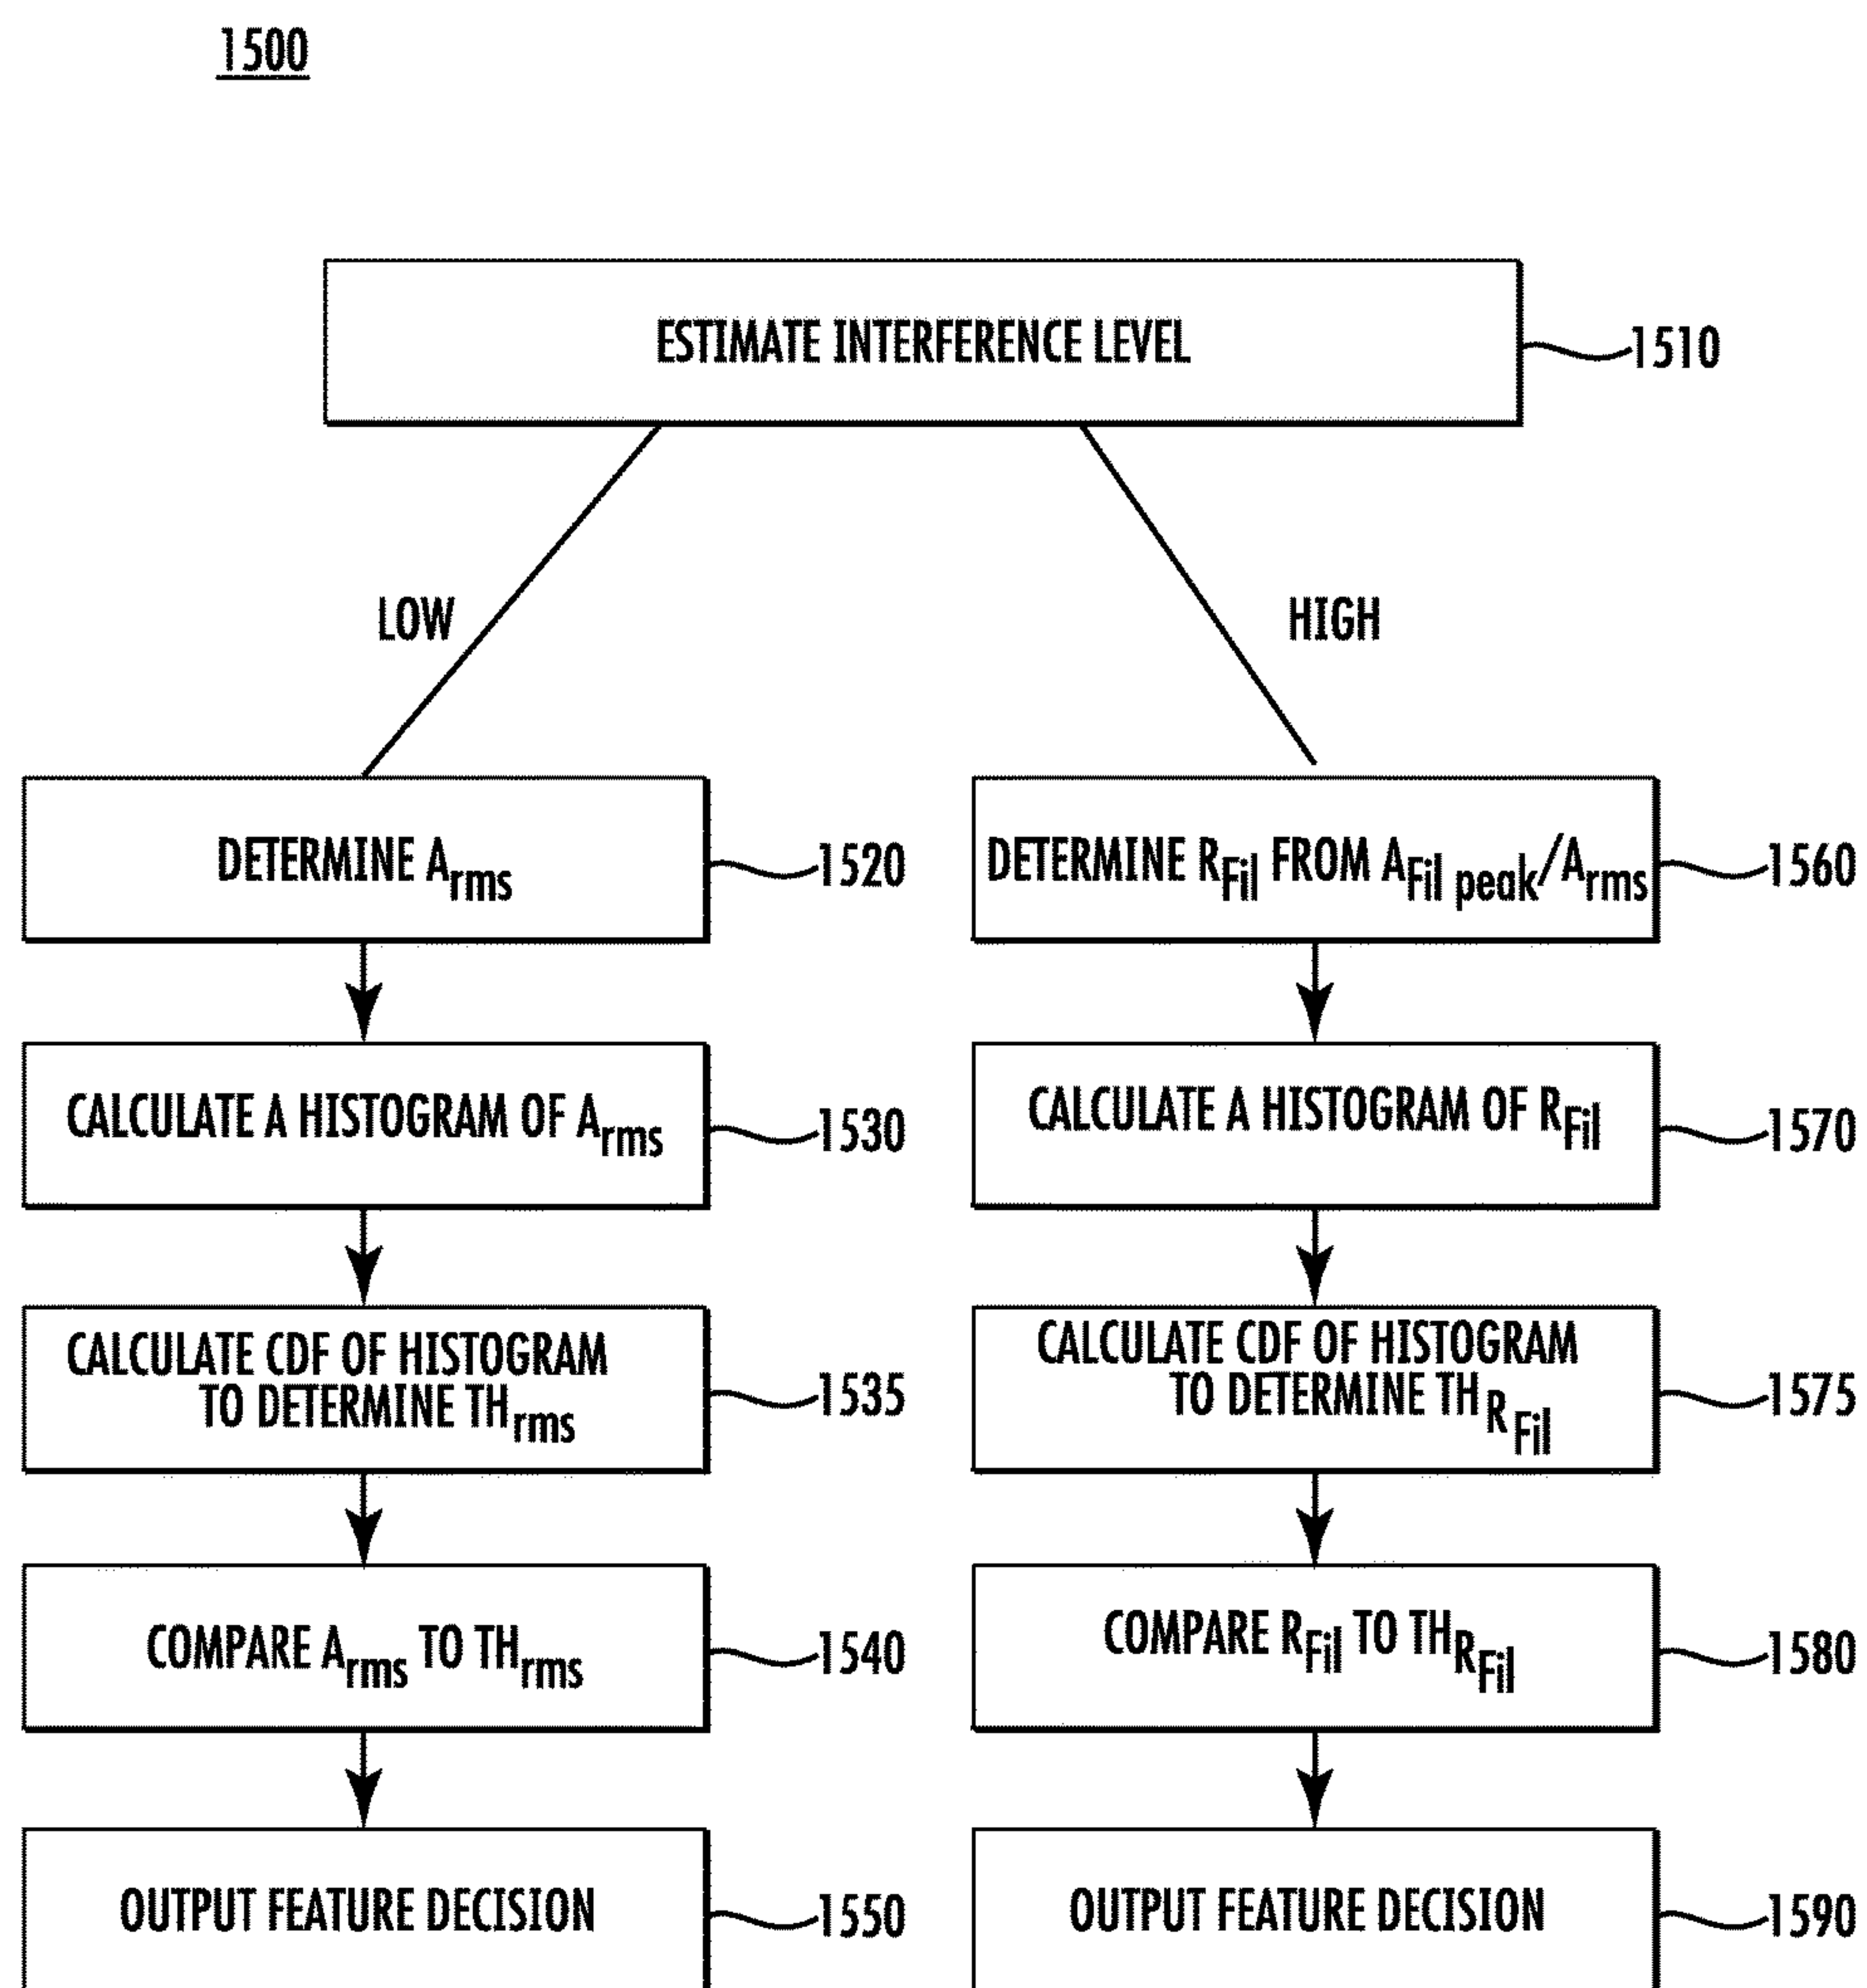 1500
ESTIMATE INTERFERENCE LEVEL
1510
LOW
HIGH
DETERMINE Arms
1520
CALCULATE A HISTOGRAM OF Arms
1530
CALCULATE CDF OF HISTOGRAM
TO DETERMINE THrms
1535
COMPARE Arms TO THrms
1540
OUTPUT FEATURE DECISION
1550
DETERMINE RFil FROM AFil peak/Arms
1560
CALCULATE A HISTOGRAM OF RFil
1570
CALCULATE CDF OF HISTOGRAM
TO DETERMINE THR Fil
1575
COMPARE RFil TO THRFil
1580
OUTPUT FEATURE DECISION
1590